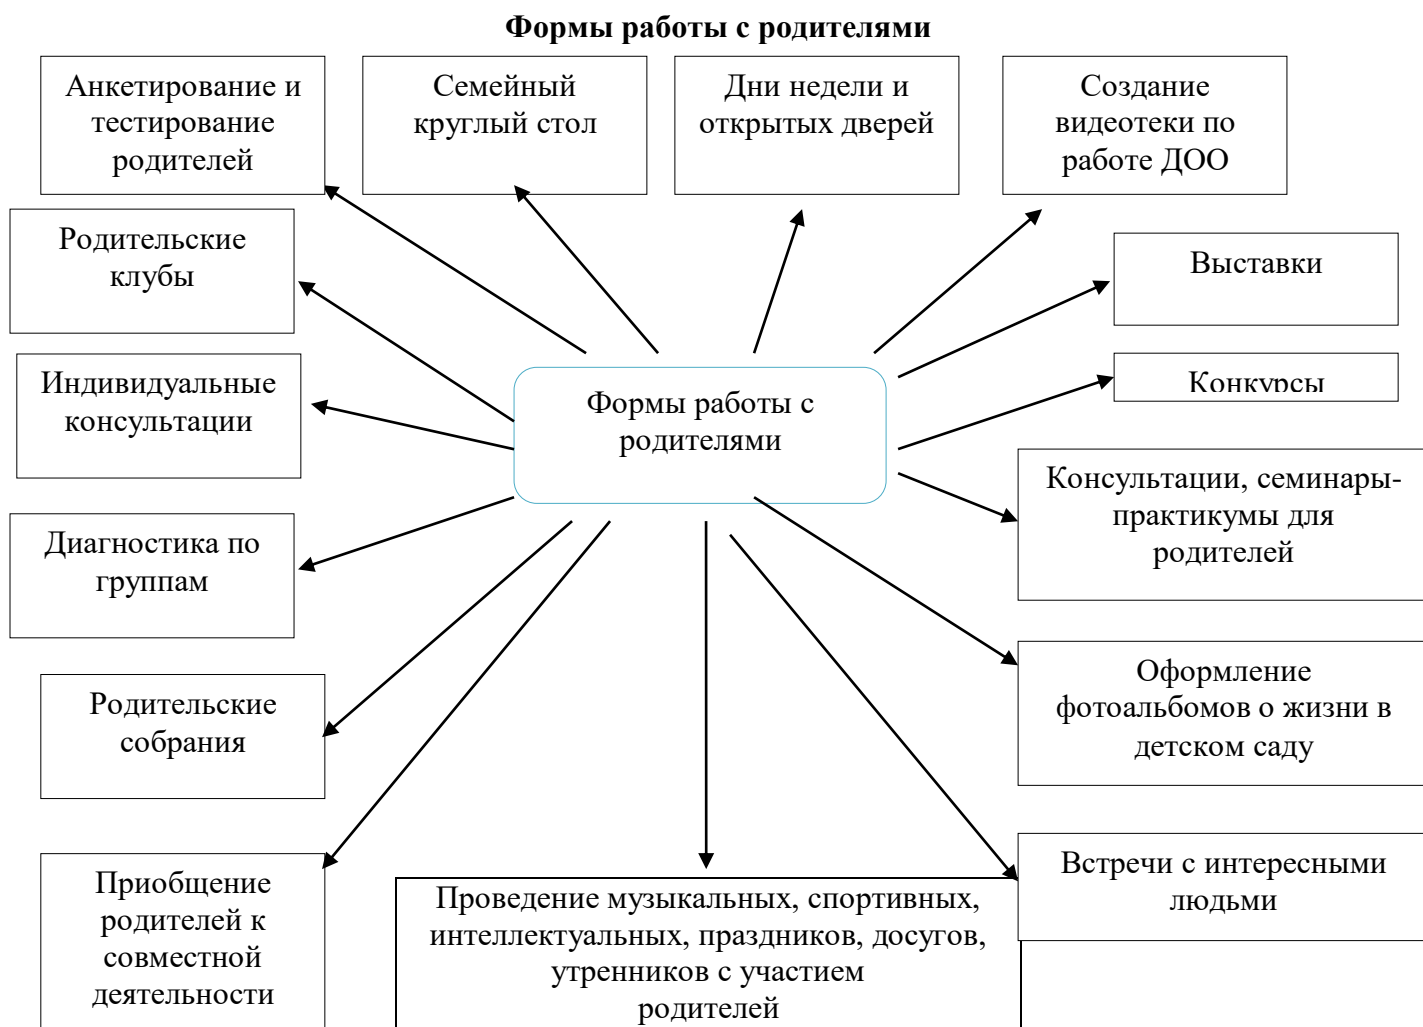 Формы работы с родителями
Анкетирование и
тестирование
родителей
Семейный
круглый стол
Дни недели и
открытых дверей
Создание
видеотеки по
работе ДОО
Родительские
клубы
Выставки
Индивидуальные
консультации
Формы работы с
родителями
Конкурсы
Консультации, семинары-
практикумы для
родителей
Диагностика по
группам
Родительские
собрания
Оформление
фотоальбомов о жизни в
детском саду
Приобщение
родителей к
совместной
деятельности
Проведение музыкальных, спортивных,
интеллектуальных, праздников, досугов,
утренников с участием
родителей
Встречи с интересными
людьми